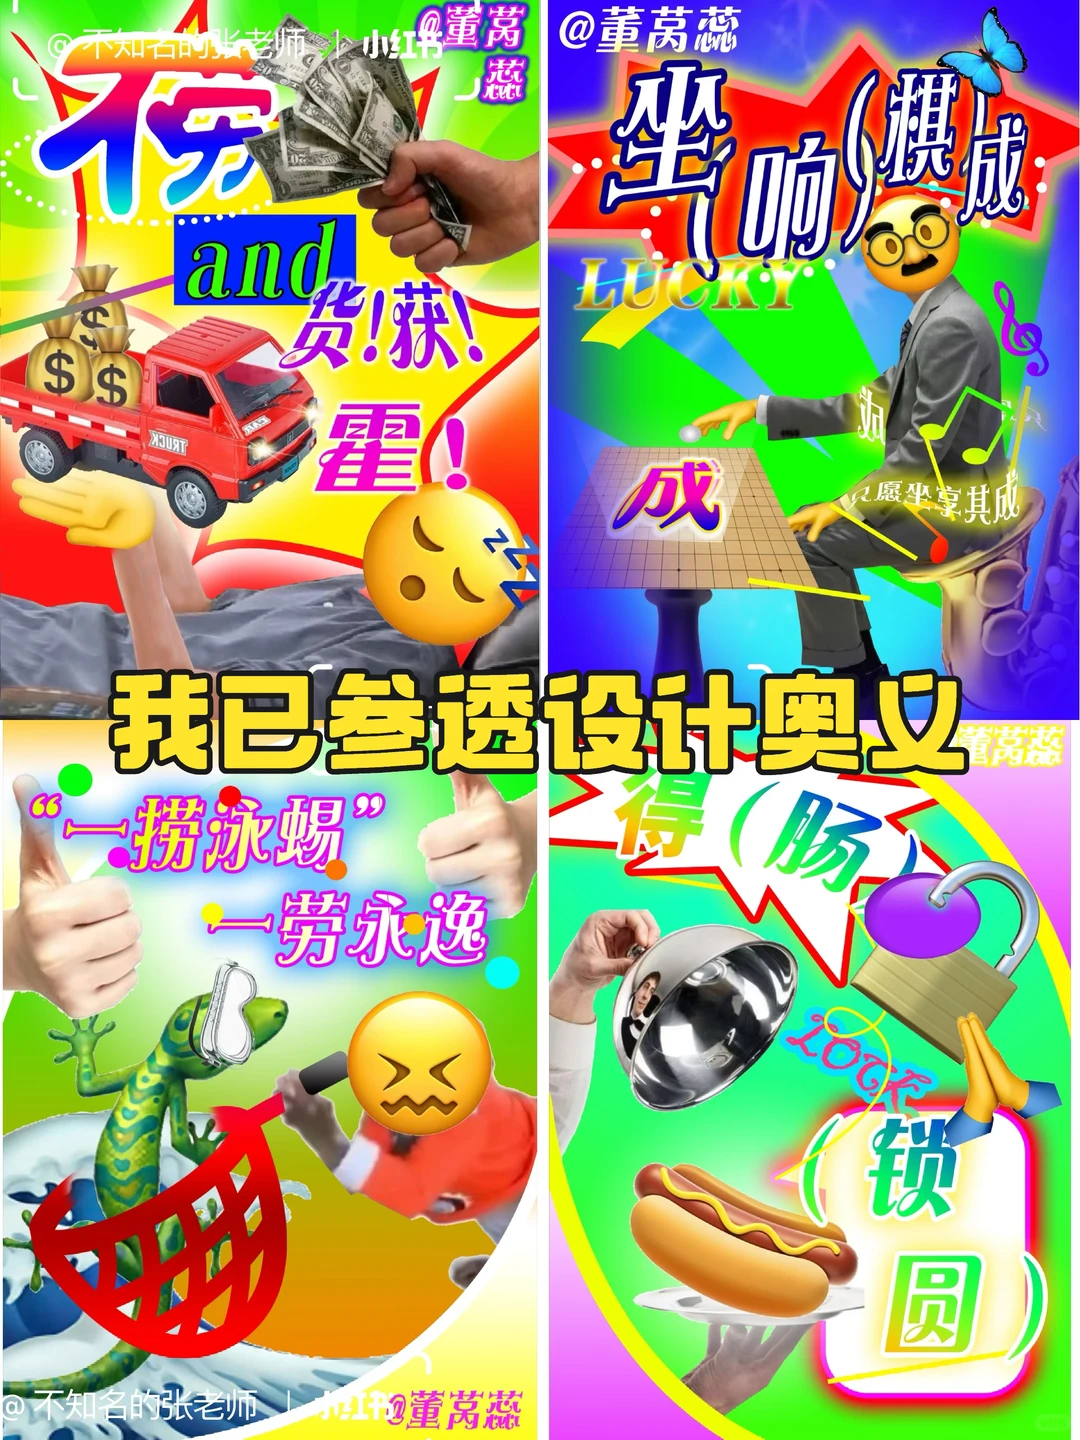 @ 不知名的张老师 | 小红书
@董莴蕊
不劳
and
货!获!
霍!
$
$
$
TRUCK
CAR
zzZ
@董莴蕊
坐(响)(棋)成
LUCKY
成
愿坐享其成
我已参透设计奥义
“一捞泳蜴”
一劳永逸
@ 不知名的张老师 | 小红书
@董莴蕊
董莴蕊
得(肠)
LOCK
(锁
圆)